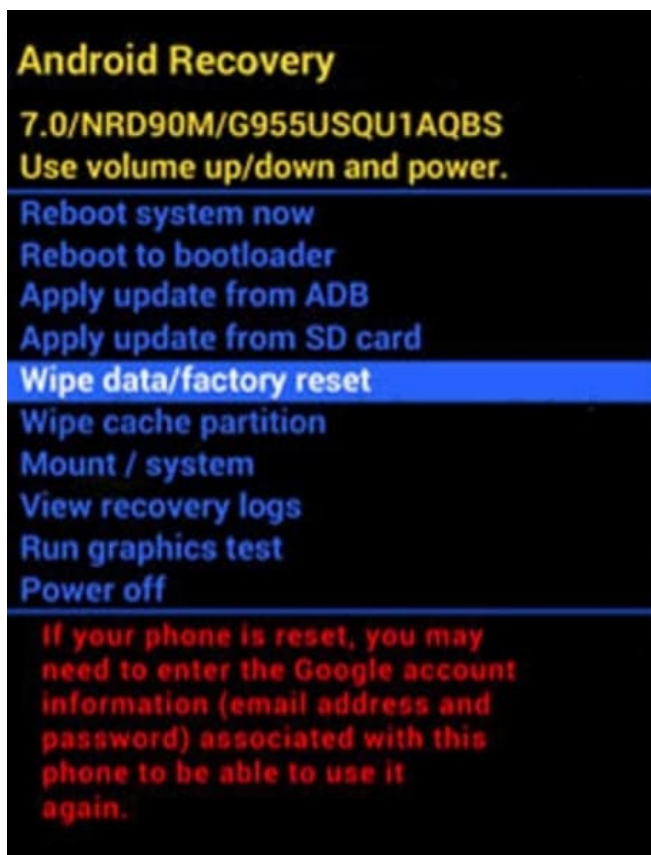 Android Recovery
7.0/NRD90M/G955USQU1AQBS
Use volume up/down and power.
Reboot system now
Reboot to bootloader
Apply update from ADB
Apply update from SD card
Wipe data/factory reset
Wipe cache partition
Mount / system
View recovery logs
Run graphics test
Power off
If your phone is reset, you may
need to enter the Google account
information (email address and
password) associated with this
phone to be able to use it
again.